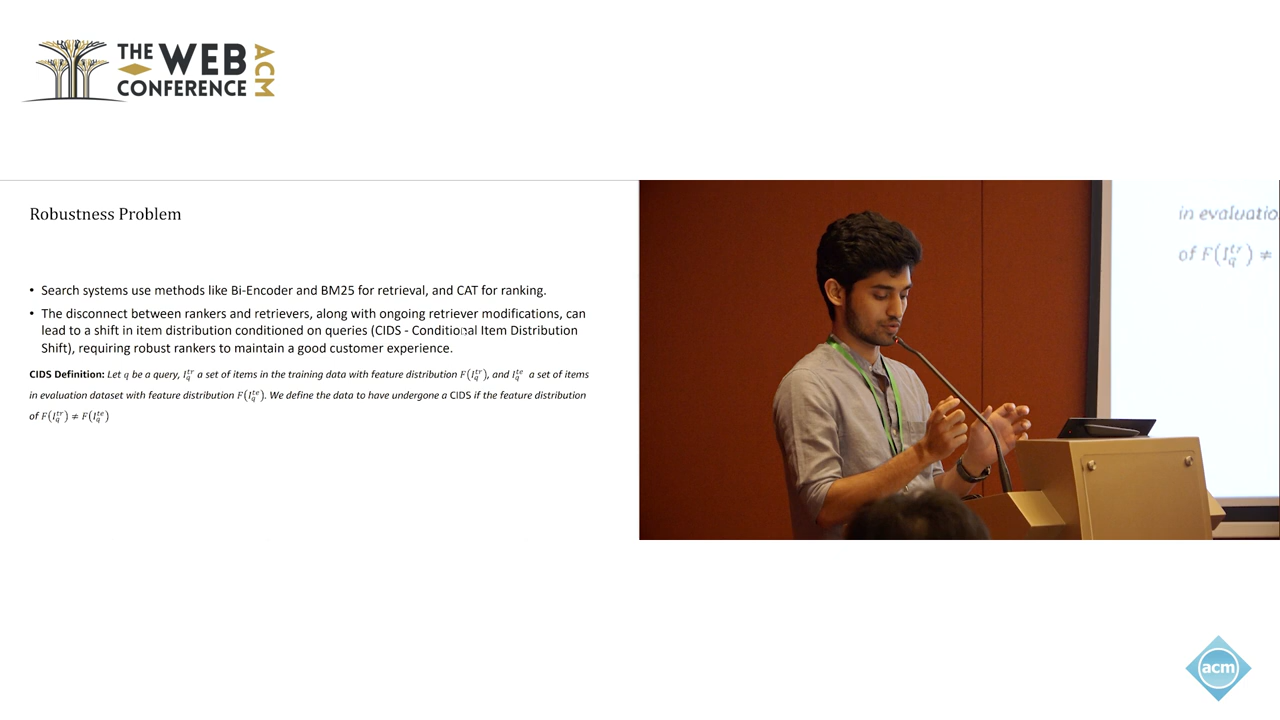 THE WEB
CONFERENCE
ACM
Robustness Problem
• Search systems use methods like Bi-Encoder and BM25 for retrieval, and CAT for ranking.
• The disconnect between rankers and retrievers, along with ongoing retriever modifications, can
lead to a shift in item distribution conditioned on queries (CIDS - Conditional Item Distribution
Shift), requiring robust rankers to maintain a good customer experience.
CIDS Definition: Let q be a query, I_q^{tr} a set of items in the training data with feature distribution F(I_q^{tr}), and I_q^{te} a set of items
in evaluation dataset with feature distribution F(I_q^{te}). We define the data to have undergone a CIDS if the feature distribution
of F(I_q^{tr}) ≠ F(I_q^{te})
in evaluatio
of F(I_q^{tr}) ≠
acm